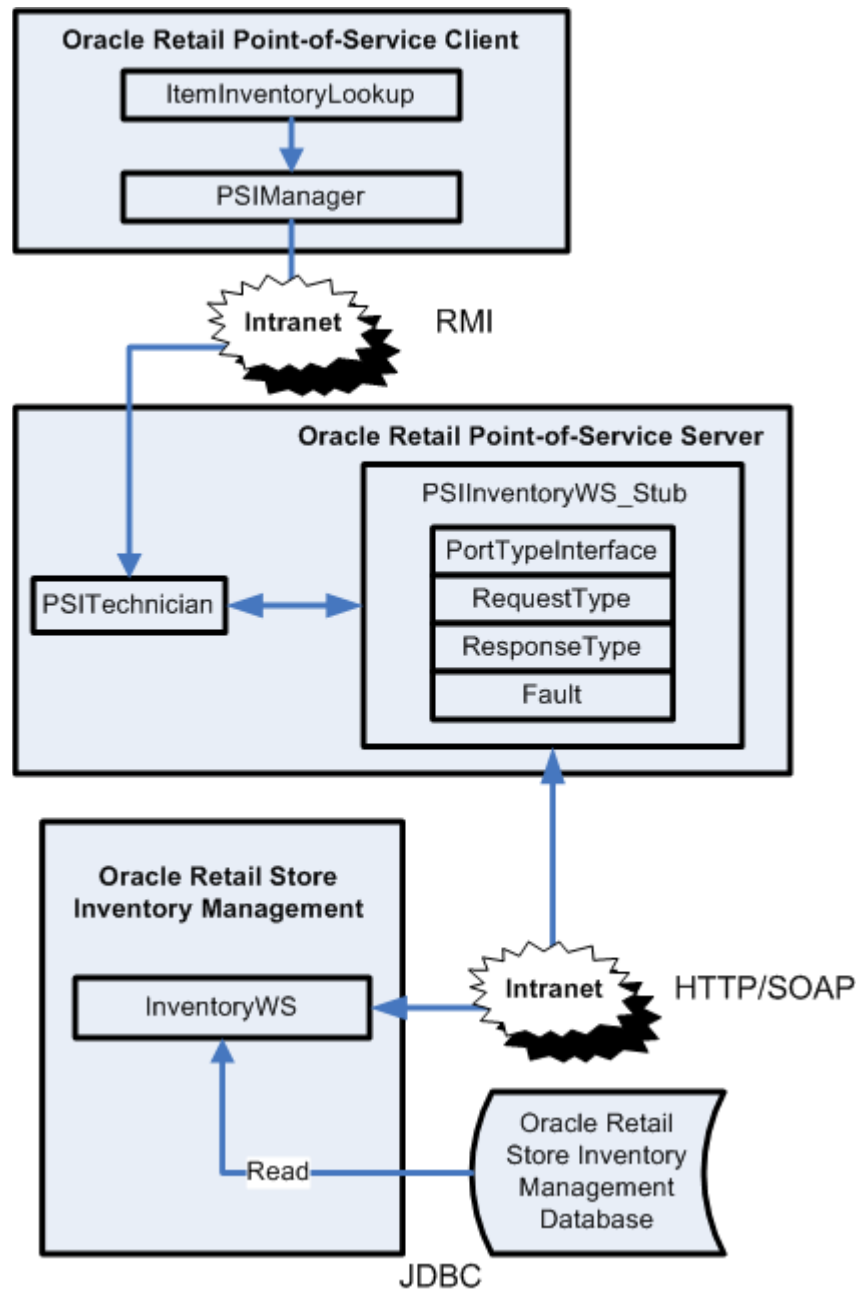 Oracle Retail Point-of-Service Client
ItemInventoryLookup
PSIManager
Intranet
RMI
Oracle Retail Point-of-Service Server
PSIInventoryWS_Stub
PortTypeInterface
RequestType
ResponseType
Fault
PSITechnician
Oracle Retail Store
Inventory Management
InventoryWS
Intranet
HTTP/SOAP
Read
Oracle Retail
Store Inventory
Management
Database
JDBC